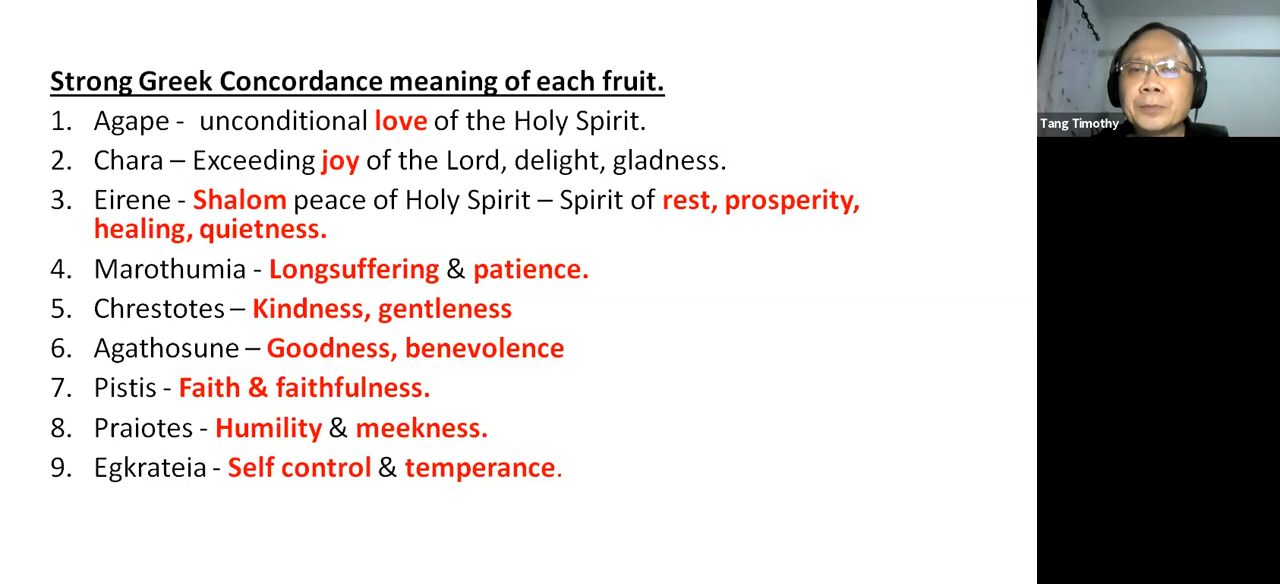 Strong Greek Concordance meaning of each fruit.
1. Agape - unconditional love of the Holy Spirit.
2. Chara – Exceeding joy of the Lord, delight, gladness.
3. Eirene - Shalom peace of Holy Spirit – Spirit of rest, prosperity,
healing, quietness.
4. Marothumia - Longsuffering & patience.
5. Chrestotes – Kindness, gentleness
6. Agathosune – Goodness, benevolence
7. Pistis - Faith & faithfulness.
8. Praiotes - Humility & meekness.
9. Egkrateia - Self control & temperance.
Tang Timothy